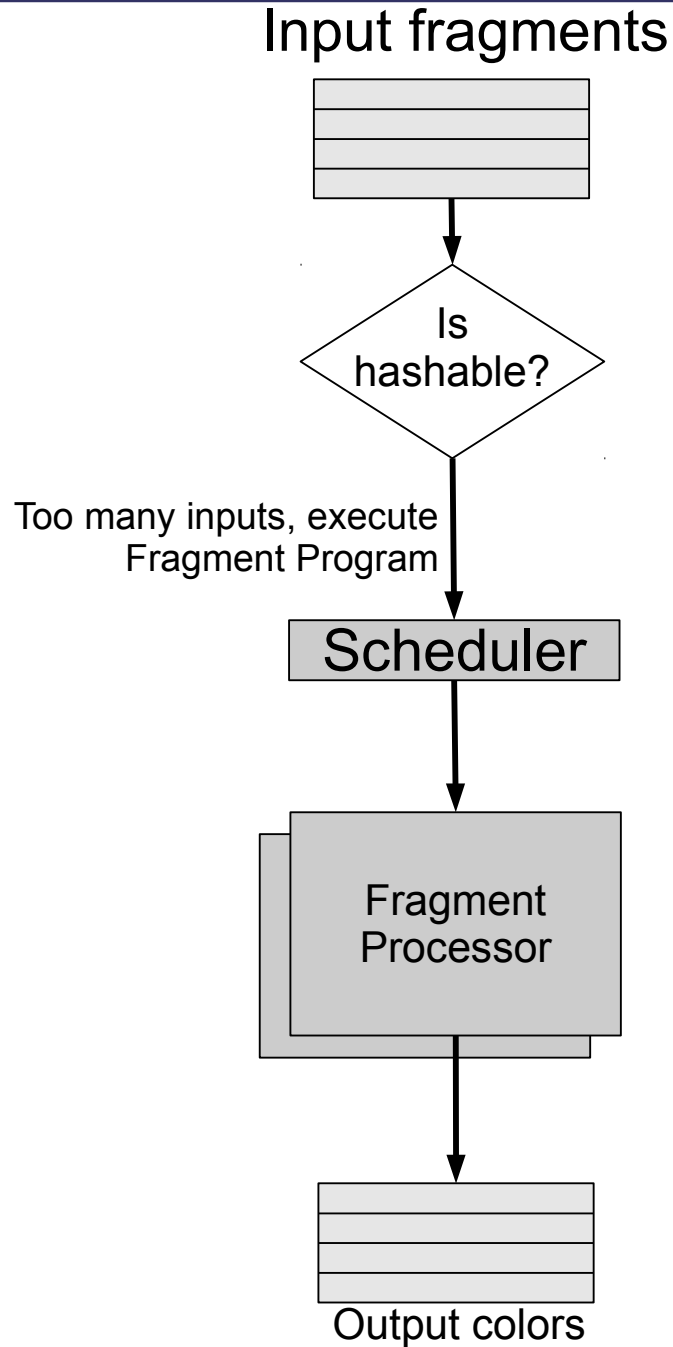 Input fragments
Is
hashable?
Too many inputs, execute
Fragment Program
Scheduler
Fragment
Processor
Output colors